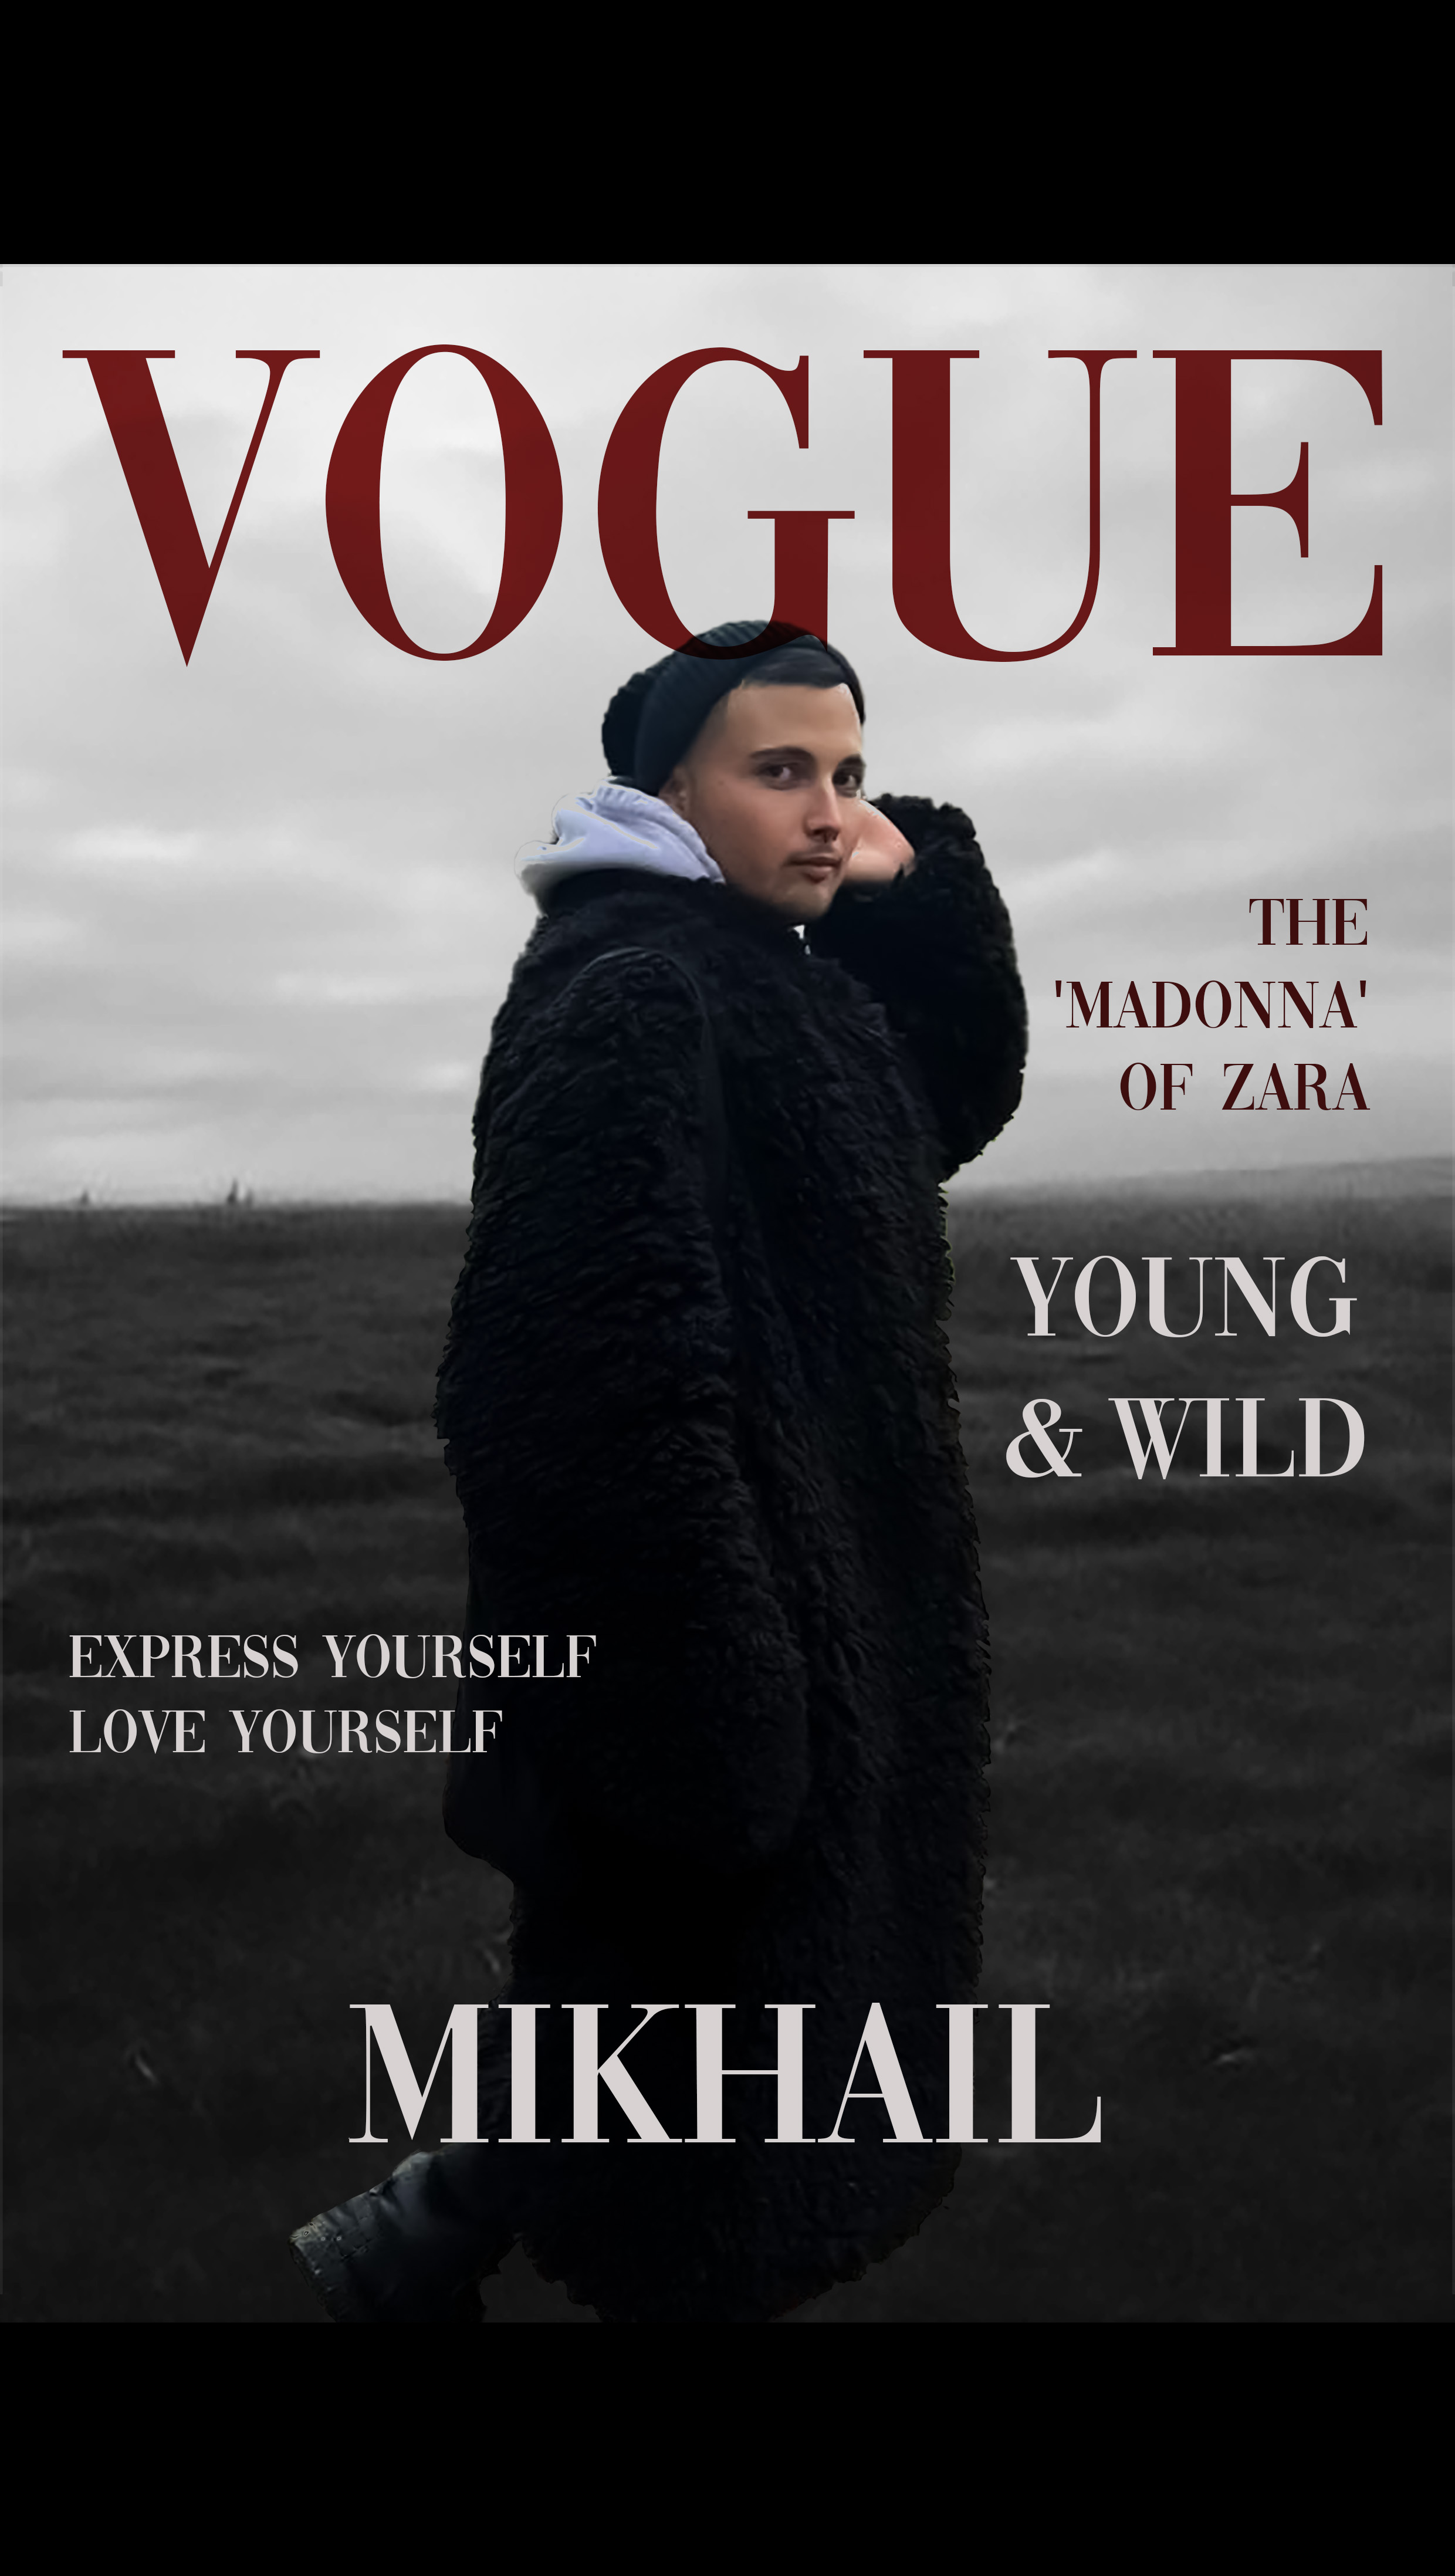 VOGUE
THE
'MADONNA'
OF ZARA
YOUNG
& WILD
EXPRESS YOURSELF
LOVE YOURSELF
MIKHAIL